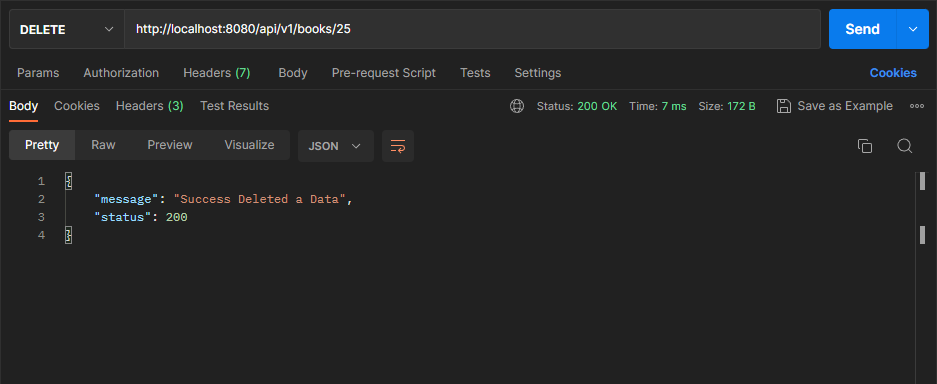 DELETE http://localhost:8080/api/v1/books/25 Send
Params Authorization Headers (7) Body Pre-request Script Tests Settings Cookies
Body Cookies Headers (3) Test Results Status: 200 OK Time: 7 ms Size: 172 B Save as Example
Pretty Raw Preview Visualize JSON
1 {
2 "message": "Success Deleted a Data",
3 "status": 200
4 }